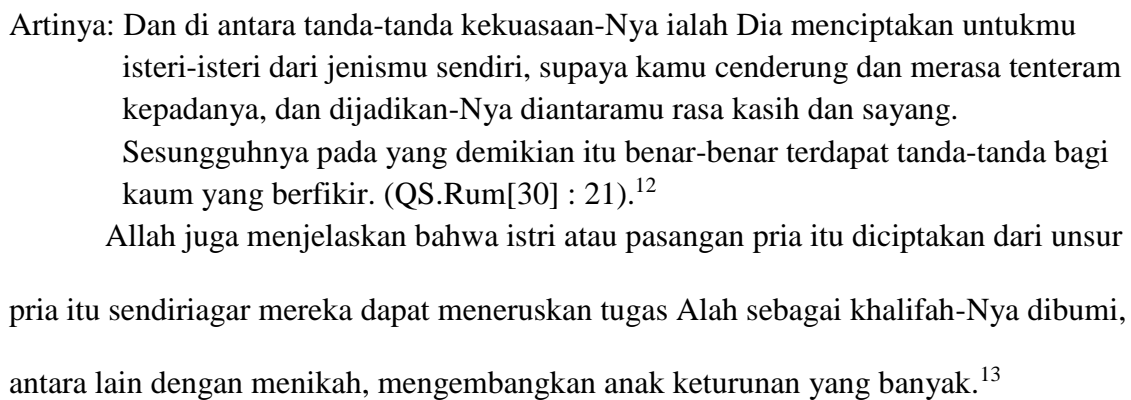 Artinya: Dan di antara tanda-tanda kekuasaan-Nya ialah Dia menciptakan untukmu
isteri-isteri dari jenismu sendiri, supaya kamu cenderung dan merasa tenteram
kepadanya, dan dijadikan-Nya diantaramu rasa kasih dan sayang.
Sesungguhnya pada yang demikian itu benar-benar terdapat tanda-tanda bagi
kaum yang berfikir. (QS.Rum[30] : 21).¹²
Allah juga menjelaskan bahwa istri atau pasangan pria itu diciptakan dari unsur
pria itu sendiriagar mereka dapat meneruskan tugas Alah sebagai khalifah-Nya dibumi,
antara lain dengan menikah, mengembangkan anak keturunan yang banyak.¹³